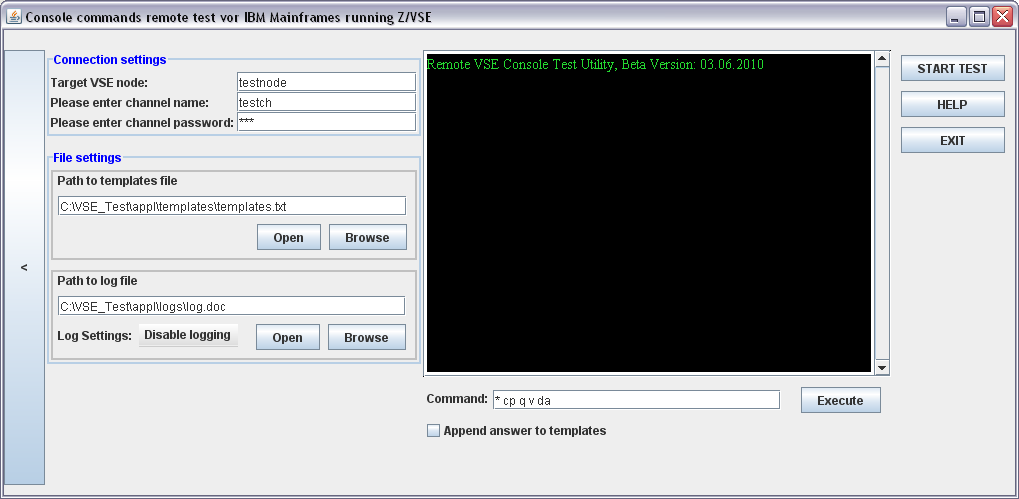 Console commands remote test vor IBM Mainframes running Z/VSE
<
Connection settings
Target VSE node: testnode
Please enter channel name: testch
Please enter channel password: ***
File settings
Path to templates file
C:\VSE_Test\appl\templates\templates.txt
Open Browse
Path to log file
C:\VSE_Test\appl\logs\log.doc
Log Settings: Disable logging Open Browse
Remote VSE Console Test Utility, Beta Version: 03.06.2010
Command: * cp q v da Execute
Append answer to templates
START TEST
HELP
EXIT